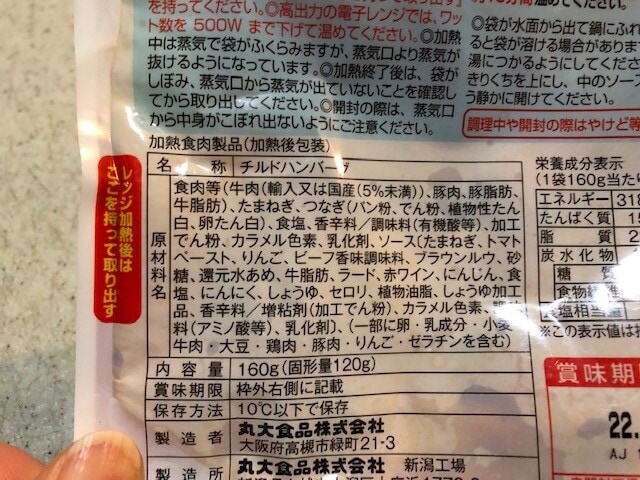 を持ってください。◎高出力の電子レンジでは、ワッ
ト数を 500W まで下げて温めてください。◎加熱
中は蒸気で袋がふくらみますが、蒸気口より蒸気が
抜けるようになっています。◎加熱終了後は、袋が
しぼみ、蒸気口から蒸気が出ていないことを確認し
てから取り出してください。◎開封の際は、蒸気口
から中身がこぼれ出ないようにご注意ください。
温めてください。
◎袋が水面から出て鍋にふれ
ると袋が溶ける場合がありま
湯につかるようにしてくださ
きりくちを上にし、中のソー
う静かに開けてください。
調理中や開封の際はやけど等
レンジ加熱後は
ここを持って取り出す
加熱食肉製品(加熱後包装)
名称 チルドハンバーグ
原材料名
食肉等(牛肉(輸入又は国産(5%未満))、豚肉、豚脂肪、
牛脂肪)、たまねぎ、つなぎ(パン粉、でん粉、植物性たん
白、卵たん白)、食塩、香辛料/調味料(有機酸等)、加工
でん粉、カラメル色素、乳化剤、ソース(たまねぎ、トマト
ペースト、りんご、ビーフ香味調味料、ブラウンルウ、砂
糖、還元水あめ、牛脂肪、ラード、赤ワイン、にんじん、食
塩、にんにく、しょうゆ、セロリ、植物油脂、しょうゆ加工
品、香辛料/増粘剤(加工でん粉)、カラメル色素、調味
料(アミノ酸等)、乳化剤)、(一部に卵・乳成分・小麦
牛肉・大豆・鶏肉・豚肉・りんご・ゼラチンを含む)
内容量 160g(固形量120g)
賞味期限 枠外右側に記載
保存方法 10℃以下で保存
製造者 丸大食品株式会社
大阪府高槻市緑町21-3
製造所 丸大食品株式会社 新潟工場
栄養成分表示
(1袋160g当たり
エネルギー 318
たんぱく質 1
脂質 2
炭水化物
糖質
食物繊維
食塩相当量
※この表示値は
賞味期限
22.
AJ 1